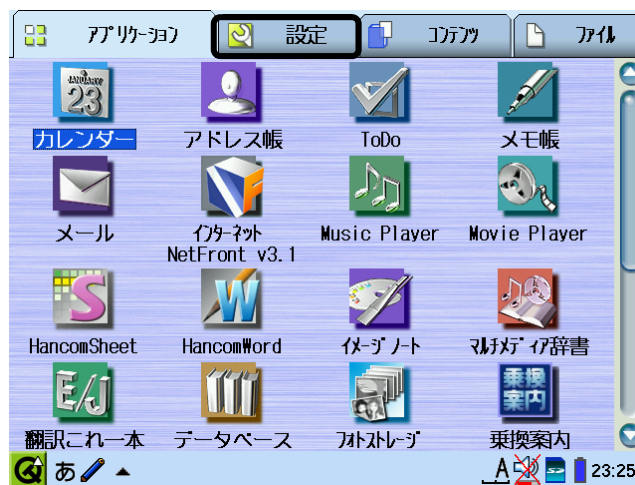 ｱﾌﾟﾘｹｰｼｮﾝ 設定 ｺﾝﾃﾝﾂ ﾌｧｲﾙ
JANUARY
23
カレンダー アドレス帳 ToDo メモ帳
メール ｲﾝﾀｰﾈｯﾄ Music Player Movie Player
NetFront v3.1
S W
HancomSheet HancomWord ｲﾒｰｼﾞﾉｰﾄ ﾏﾙﾁﾒﾃﾞｨｱ辞書
E/J 乗換
案内
翻訳これ一本 データベース ﾌｫﾄｽﾄﾚｰｼﾞ 乗換案内
あ A 23:25